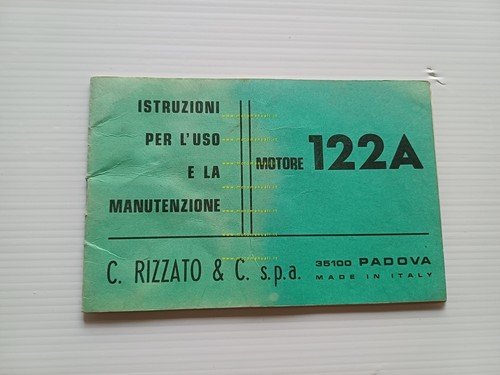 ISTRUZIONI
PER L'USO
E LA
MANUTENZIONE
MOTORE 122A
C. RIZZATO & C. s.p.a.
35100 PADOVA
MADE IN ITALY